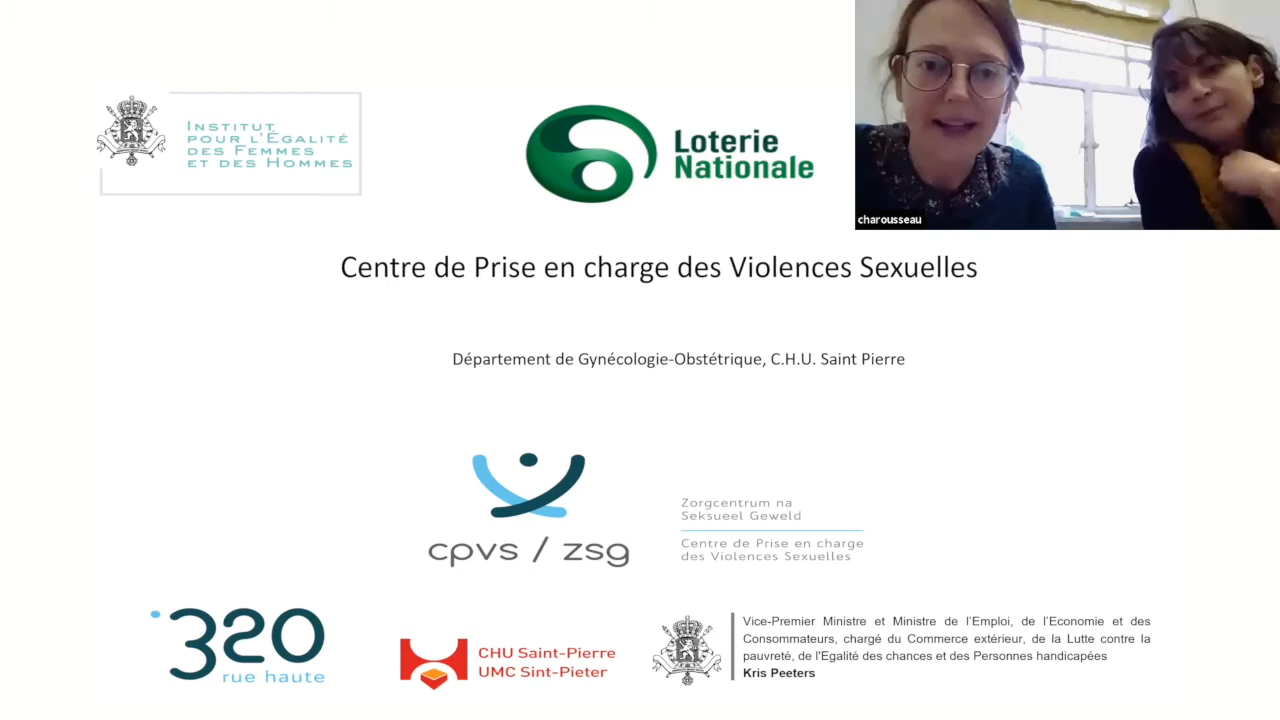 INSTITUT
POUR L'ÉGALITÉ
DES FEMMES
ET DES HOMMES
Loterie
Nationale
charousseau
Centre de Prise en charge des Violences Sexuelles
Département de Gynécologie-Obstétrique, C.H.U. Saint Pierre
cpvs / zsg
Zorgcentrum na
Seksueel Geweld
Centre de Prise en charge
des Violences Sexuelles
320
rue haute
CHU Saint-Pierre
UMC Sint-Pieter
Vice-Premier Ministre et Ministre de l'Emploi, de l'Economie et des
Consommateurs, chargé du Commerce extérieur, de la Lutte contre la
pauvreté, de l'Egalité des chances et des Personnes handicapées
Kris Peeters